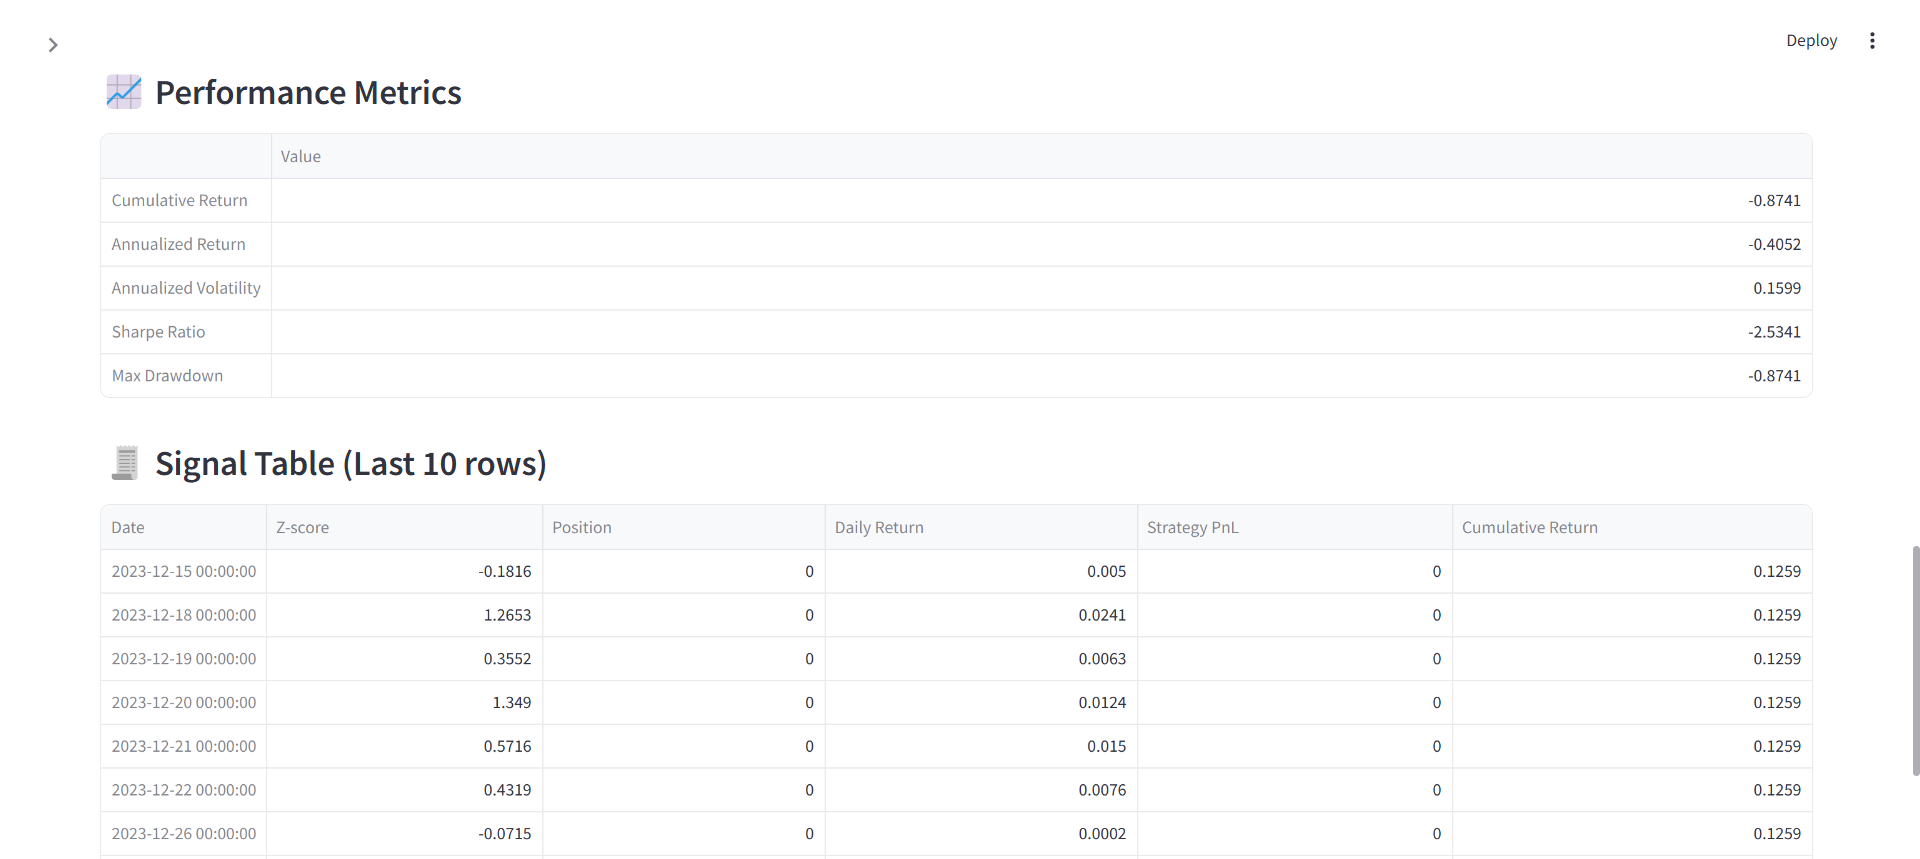 Deploy
Performance Metrics
Value
Cumulative Return -0.8741
Annualized Return -0.4052
Annualized Volatility 0.1599
Sharpe Ratio -2.5341
Max Drawdown -0.8741
Signal Table (Last 10 rows)
Date Z-score Position Daily Return Strategy PnL Cumulative Return
2023-12-15 00:00:00 -0.1816 0 0.005 0 0.1259
2023-12-18 00:00:00 1.2653 0 0.0241 0 0.1259
2023-12-19 00:00:00 0.3552 0 0.0063 0 0.1259
2023-12-20 00:00:00 1.349 0 0.0124 0 0.1259
2023-12-21 00:00:00 0.5716 0 0.015 0 0.1259
2023-12-22 00:00:00 0.4319 0 0.0076 0 0.1259
2023-12-26 00:00:00 -0.0715 0 0.0002 0 0.1259